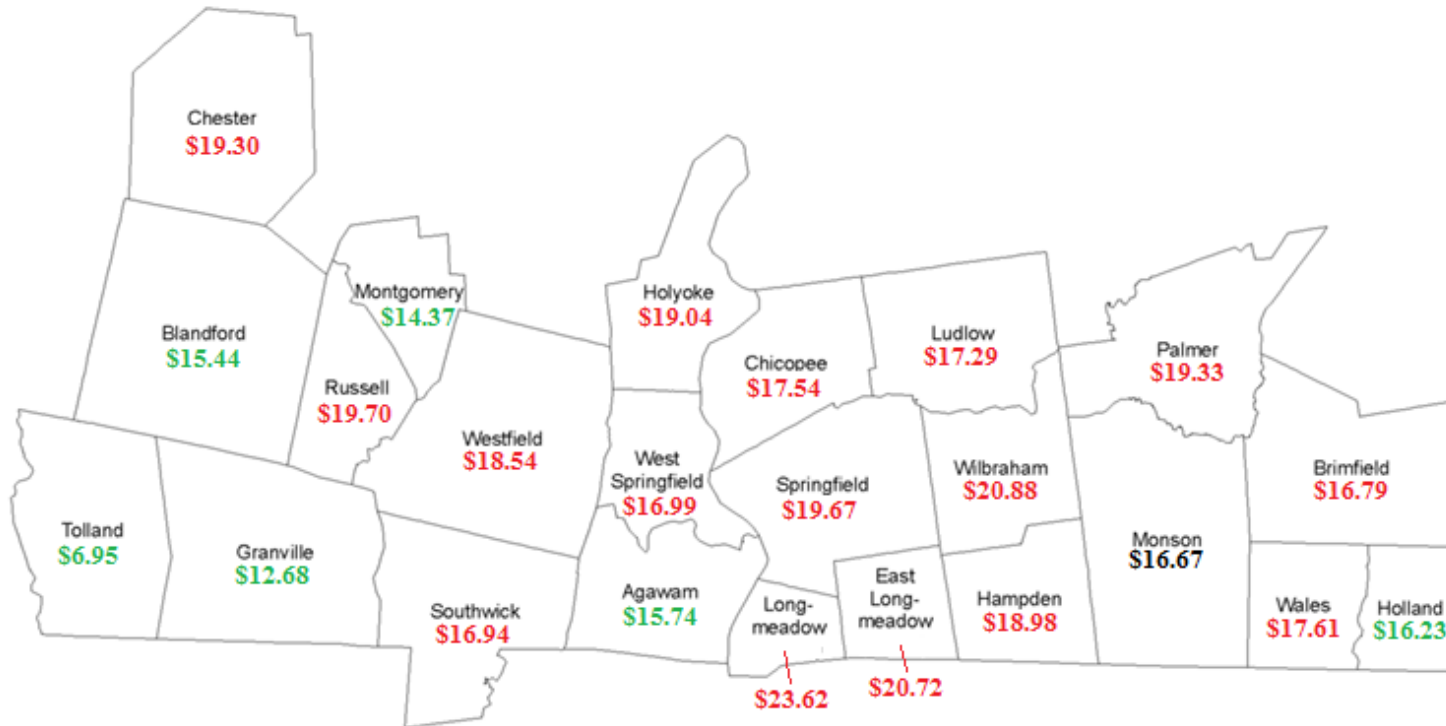 Chester
$19.30
Montgomery
$14.37
Holyoke
$19.04
Blandford
$15.44
Ludlow
$17.29
Palmer
$19.33
Chicopee
$17.54
Russell
$19.70
Westfield
$18.54
West
Springfield
$16.99
Springfield
$19.67
Wilbraham
$20.88
Brimfield
$16.79
Tolland
$6.95
Granville
$12.68
Monson
$16.67
Southwick
$16.94
Agawam
$15.74
Long-
meadow
$23.62
East
Long-
meadow
$20.72
Hampden
$18.98
Wales
$17.61
Holland
$16.23